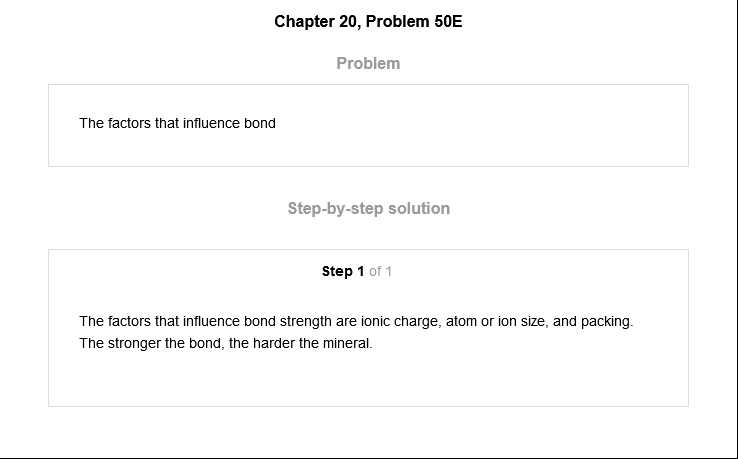 Chapter 20, Problem 50E
Problem
The factors that influence bond
Step-by-step solution
Step 1 of 1
The factors that influence bond strength are ionic charge, atom or ion size, and packing.
The stronger the bond, the harder the mineral.